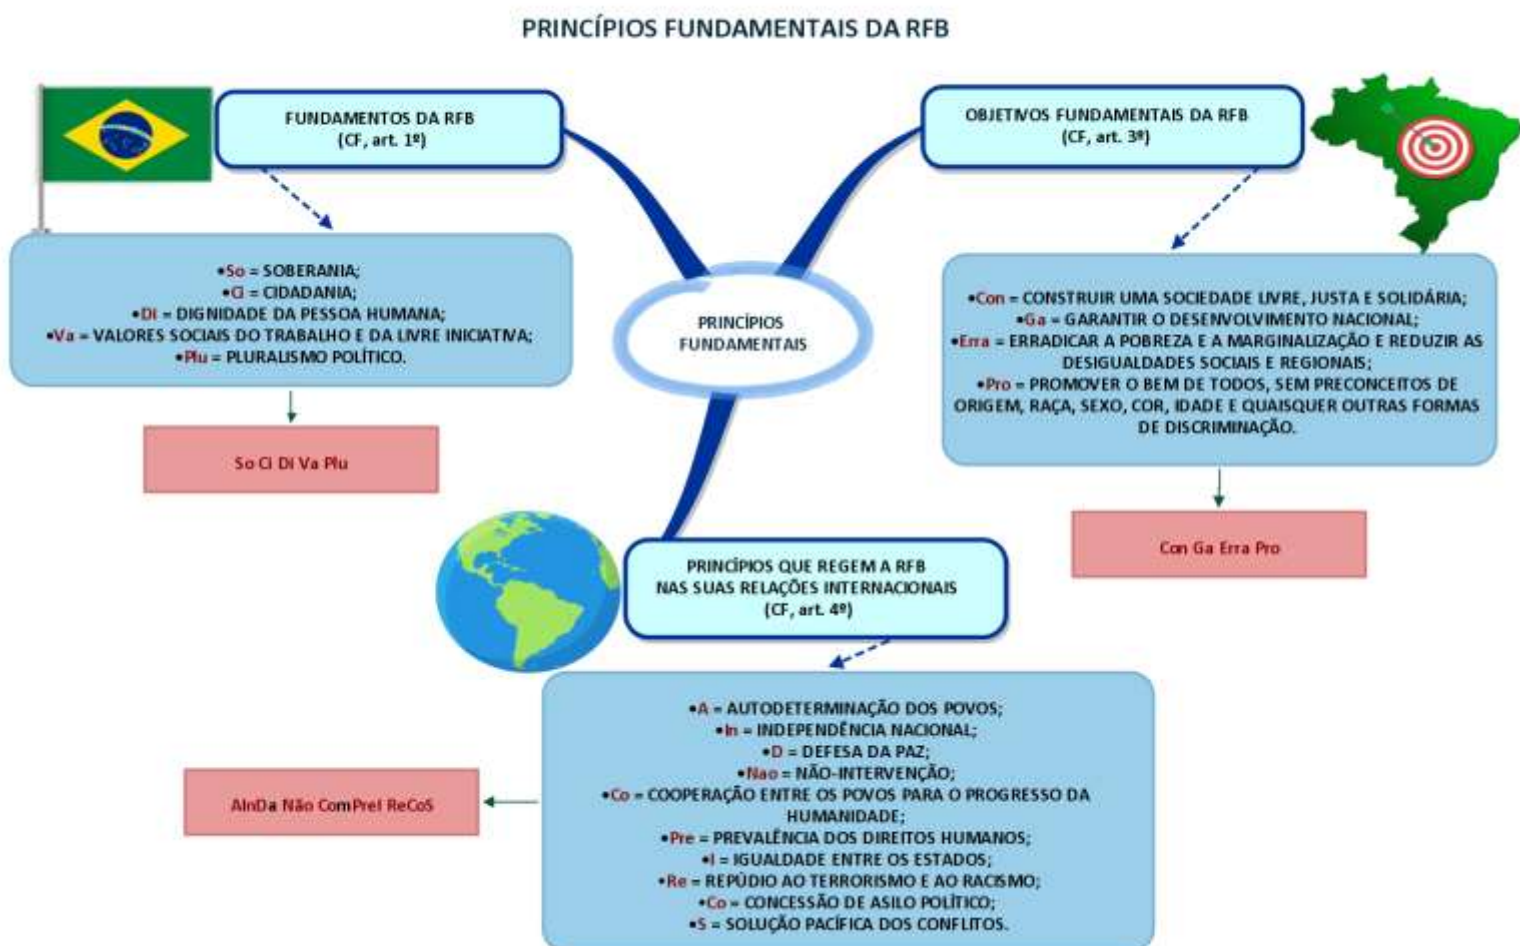 PRINCÍPIOS FUNDAMENTAIS DA RFB
FUNDAMENTOS DA RFB
(CF, art. 1º)
•So = SOBERANIA;
•Ci = CIDADANIA;
•Di = DIGNIDADE DA PESSOA HUMANA;
•Va = VALORES SOCIAIS DO TRABALHO E DA LIVRE INICIATIVA;
•Plu = PLURALISMO POLÍTICO.
So Ci Di Va Plu
OBJETIVOS FUNDAMENTAIS DA RFB
(CF, art. 3º)
•Con = CONSTRUIR UMA SOCIEDADE LIVRE, JUSTA E SOLIDÁRIA;
•Ga = GARANTIR O DESENVOLVIMENTO NACIONAL;
•Erra = ERRADICAR A POBREZA E A MARGINALIZAÇÃO E REDUZIR AS
DESIGUALDADES SOCIAIS E REGIONAIS;
•Pro = PROMOVER O BEM DE TODOS, SEM PRECONCEITOS DE
ORIGEM, RAÇA, SEXO, COR, IDADE E QUAISQUER OUTRAS FORMAS
DE DISCRIMINAÇÃO.
Con Ga Erra Pro
PRINCÍPIOS
FUNDAMENTAIS
PRINCÍPIOS QUE REGEM A RFB
NAS SUAS RELAÇÕES INTERNACIONAIS
(CF, art. 4º)
•A = AUTODETERMINAÇÃO DOS POVOS;
•In = INDEPENDÊNCIA NACIONAL;
•D = DEFESA DA PAZ;
•Nao = NÃO-INTERVENÇÃO;
•Co = COOPERAÇÃO ENTRE OS POVOS PARA O PROGRESSO DA
HUMANIDADE;
•Pre = PREVALÊNCIA DOS DIREITOS HUMANOS;
•I = IGUALDADE ENTRE OS ESTADOS;
•Re = REPÚDIO AO TERRORISMO E AO RACISMO;
•Co = CONCESSÃO DE ASILO POLÍTICO;
•S = SOLUÇÃO PACÍFICA DOS CONFLITOS.
AInDa Não ComPreI ReCoS